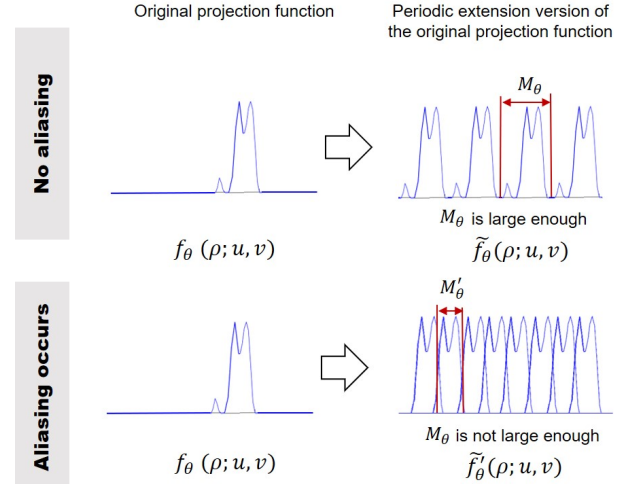 Original projection function
Periodic extension version of
the original projection function
No aliasing
M_θ
M_θ is large enough
f_θ (ρ; u, v)
f̃_θ(ρ; u, v)
Aliasing occurs
M′_θ
M_θ is not large enough
f_θ (ρ; u, v)
f̃′_θ(ρ; u, v)